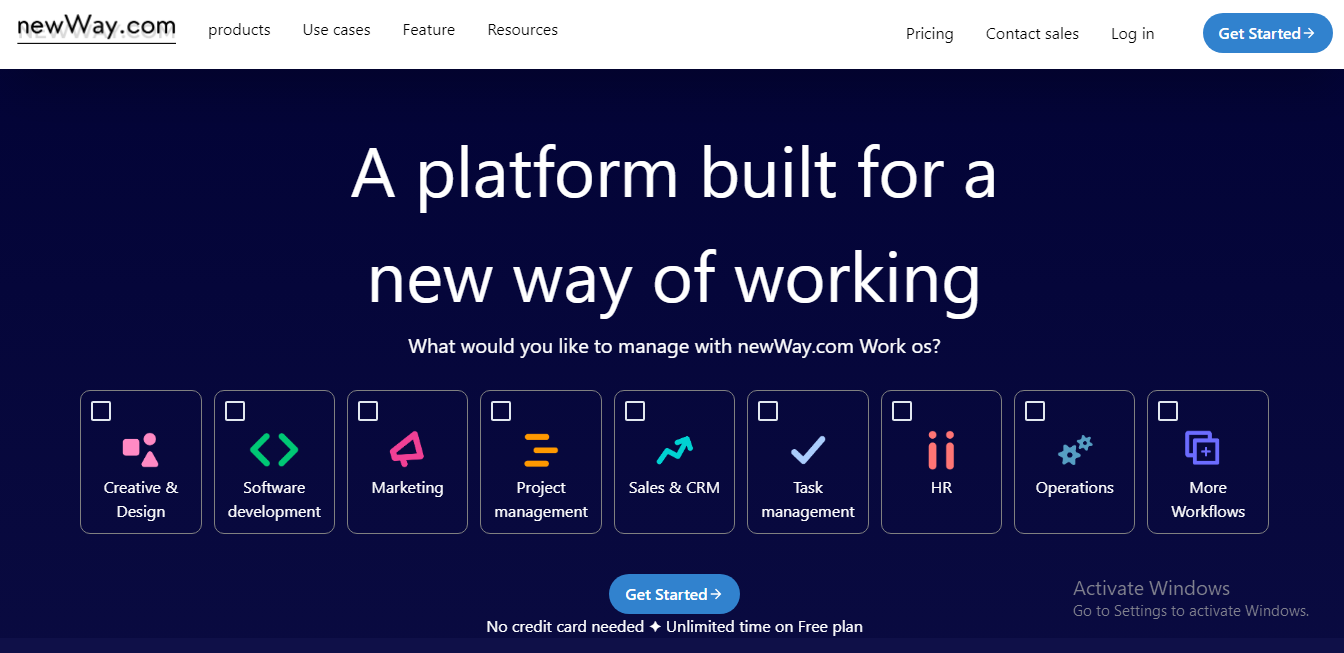 newWay.com products Use cases Feature Resources Pricing Contact sales Log in Get Started→
A platform built for a
new way of working
What would you like to manage with newWay.com Work os?
Creative &
Design
Software
development
Marketing
Project
management
Sales & CRM
Task
management
HR
Operations
More
Workflows
Get Started→
No credit card needed ✦ Unlimited time on Free plan
Activate Windows
Go to Settings to activate Windows.